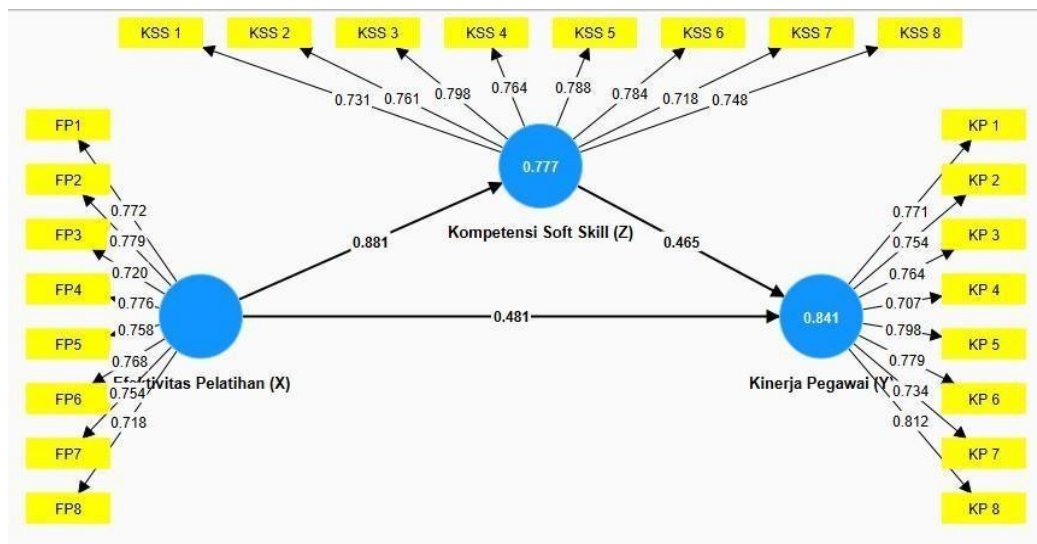 KSS 1 KSS 2 KSS 3 KSS 4 KSS 5 KSS 6 KSS 7 KSS 8
0.731 0.761 0.798 0.764 0.788 0.784 0.718 0.748
FP1
FP2
FP3
FP4
FP5
FP6
FP7
FP8
0.772
0.779
0.720
0.776
0.758
0.768
0.754
0.718
Efektivitas Pelatihan (X)
0.881
0.777
Kompetensi Soft Skill (Z)
0.465
0.481
0.841
Kinerja Pegawai (Y)
0.771
0.754
0.764
0.707
0.798
0.779
0.734
0.812
KP 1
KP 2
KP 3
KP 4
KP 5
KP 6
KP 7
KP 8